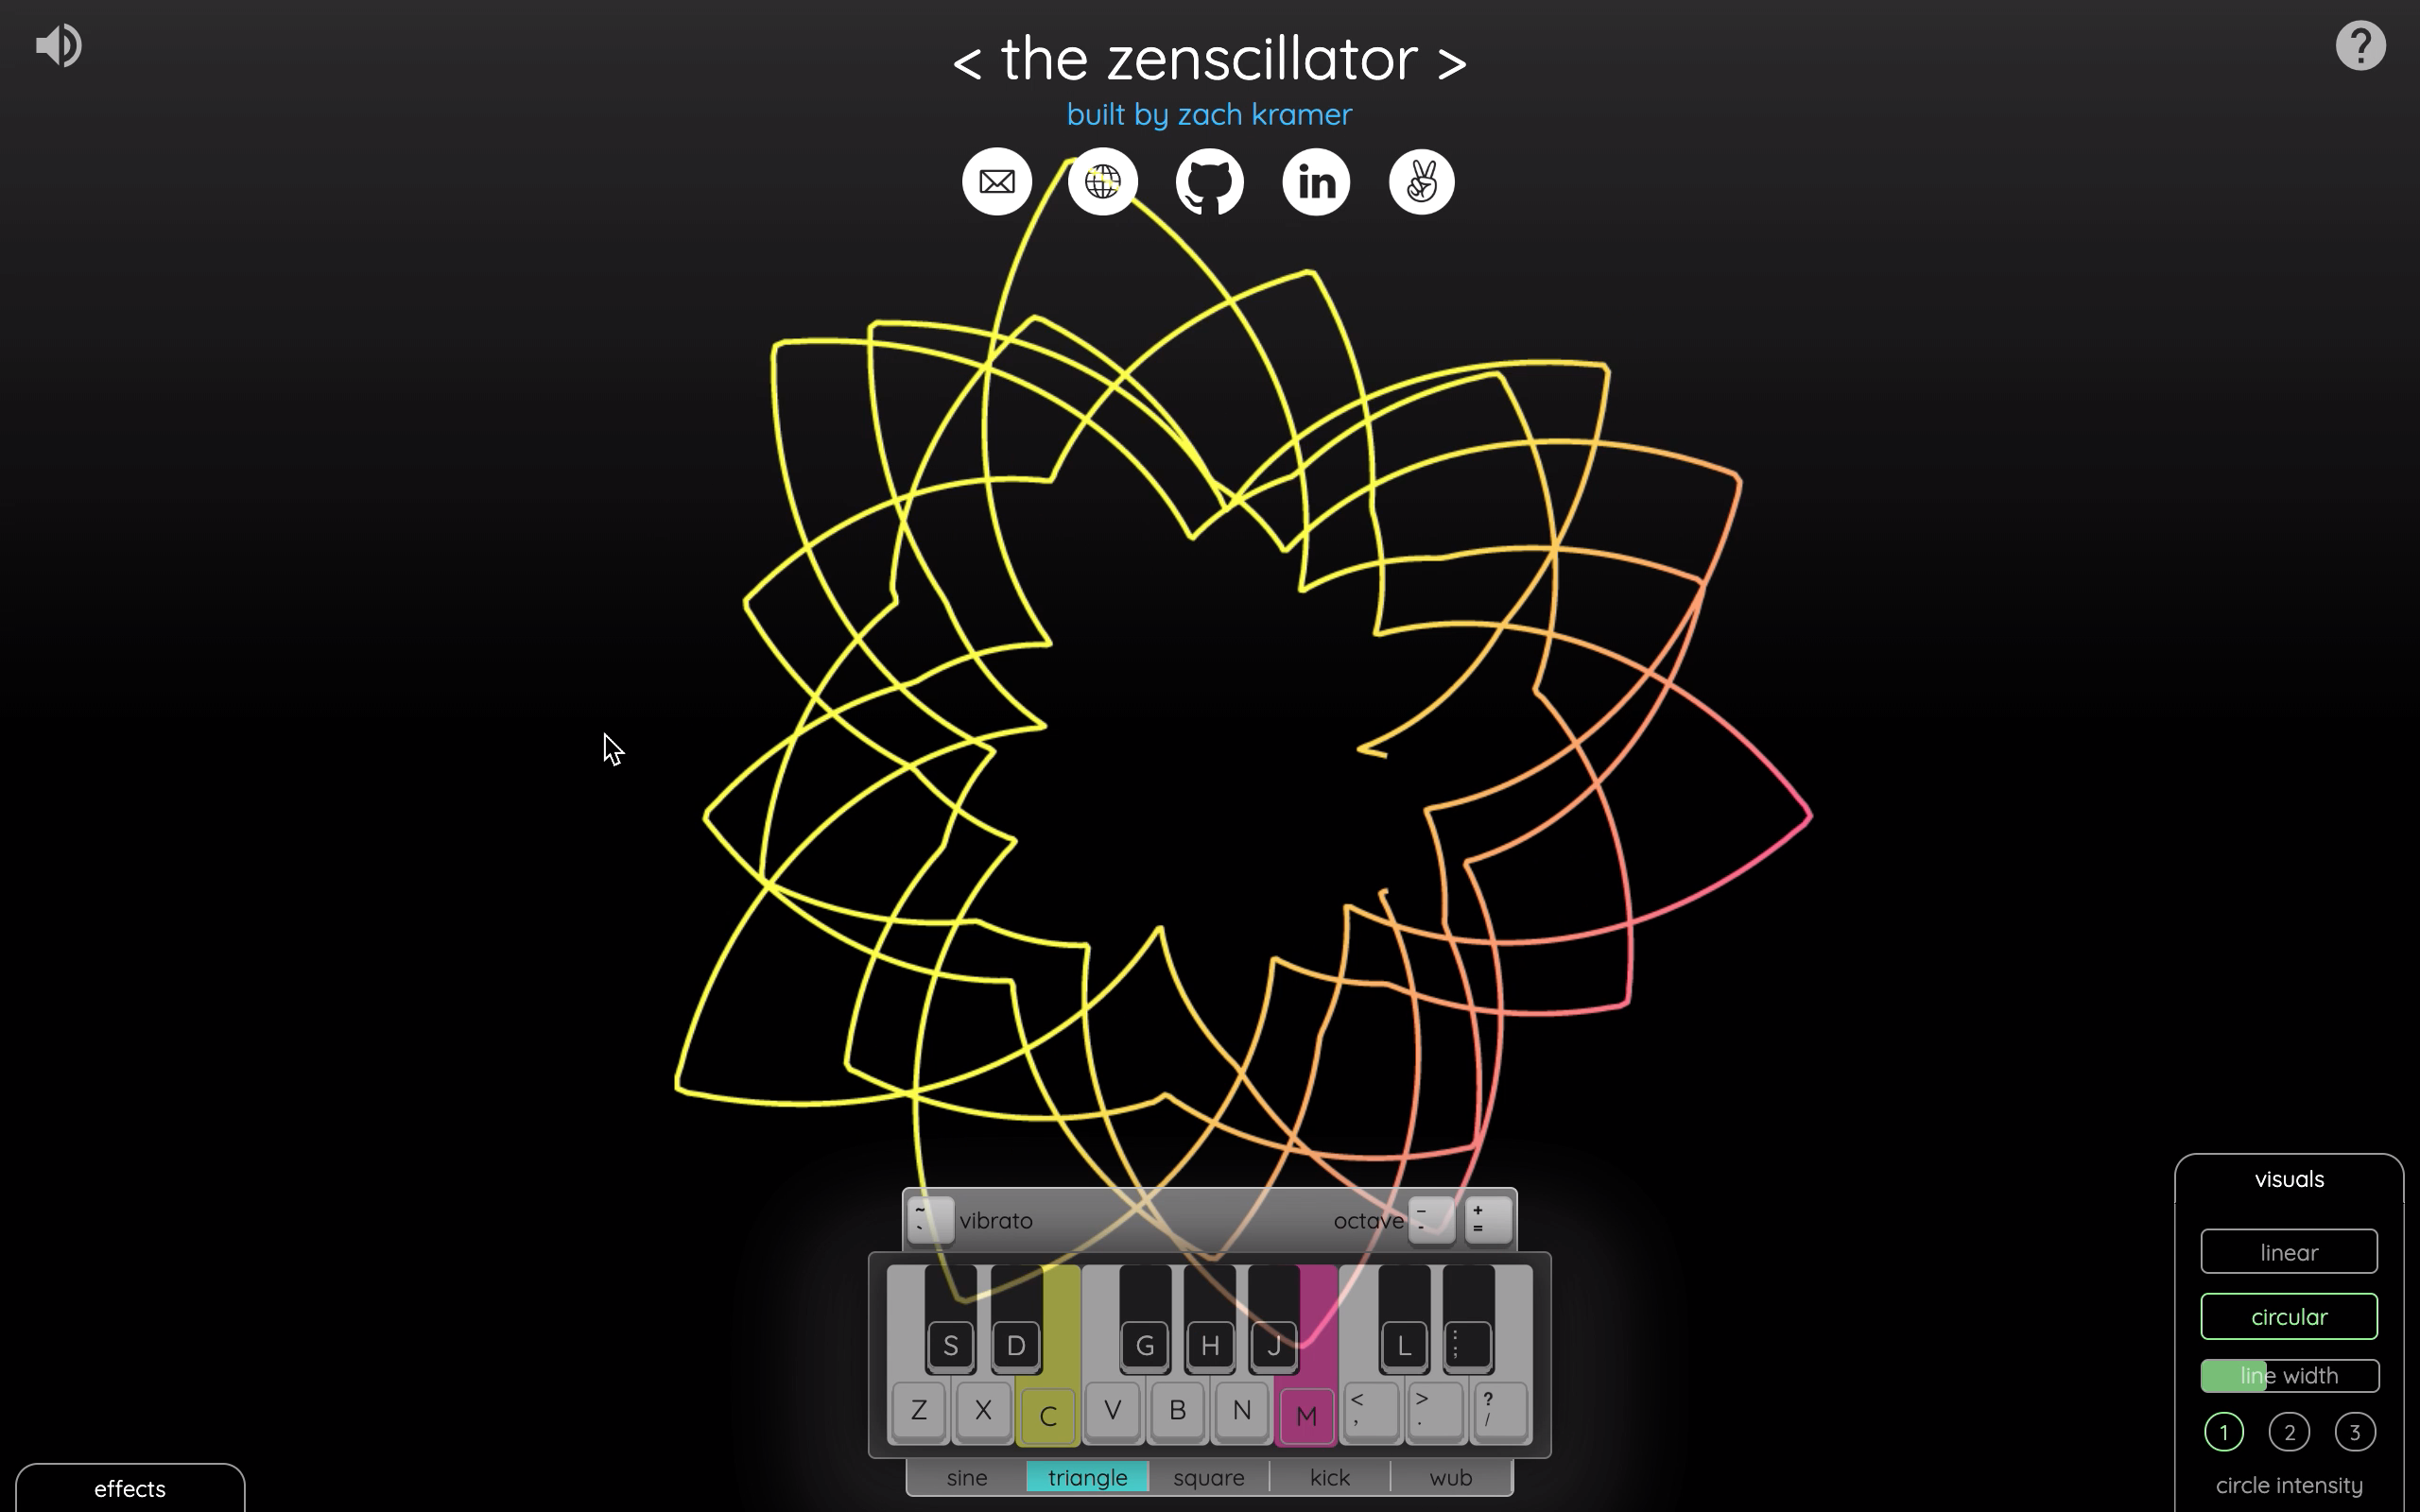 ?
< the zenscillator >
built by zach kramer
in
~ ` vibrato octave - - + =
S D G H J L : ;
Z X C V B N M < , > . ? /
sine triangle square kick wub
effects
visuals
linear
circular
line width
1 2 3
circle intensity